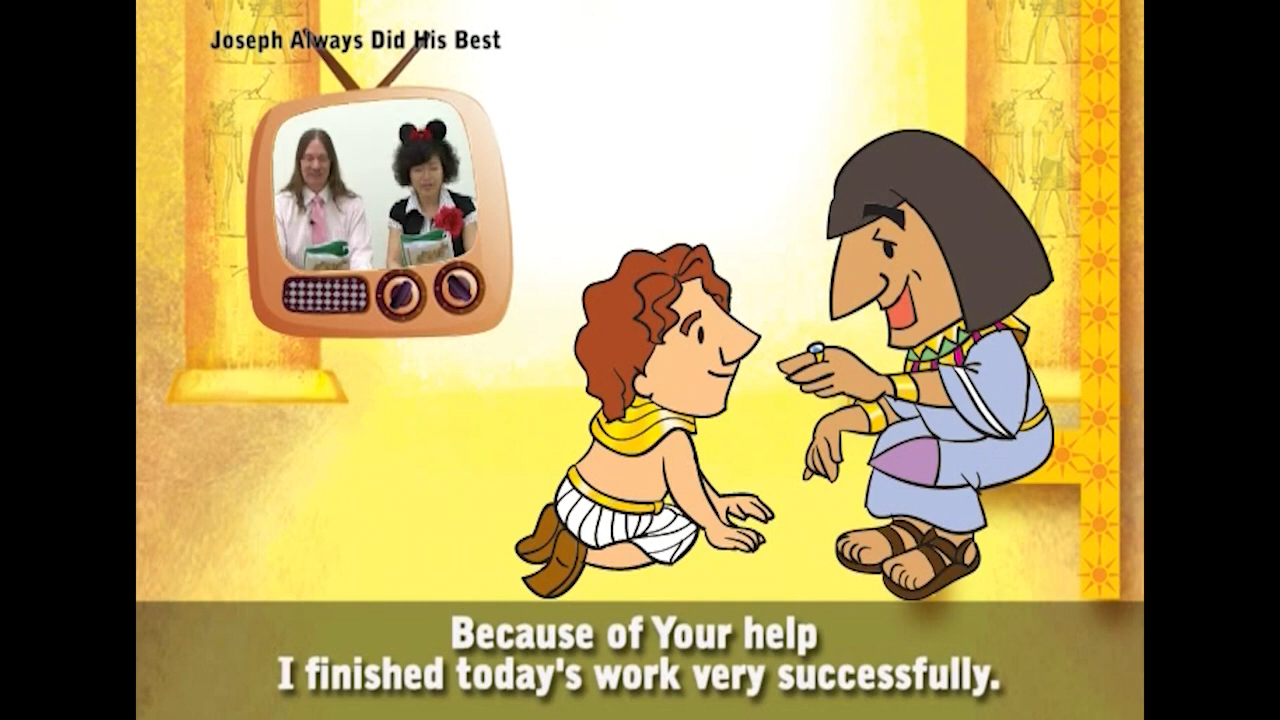 Joseph Always Did His Best
Because of Your help
I finished today's work very successfully.